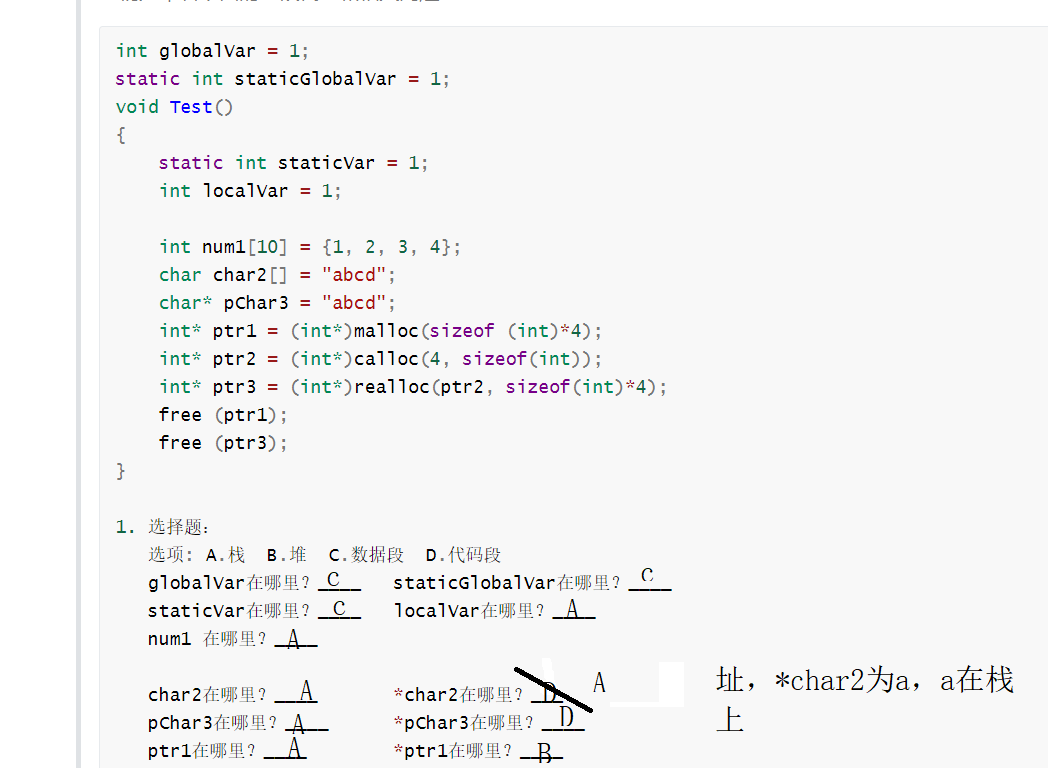 int globalVar = 1;
static int staticGlobalVar = 1;
void Test()
{
    static int staticVar = 1;
    int localVar = 1;
    int num1[10] = {1, 2, 3, 4};
    char char2[] = "abcd";
    char* pChar3 = "abcd";
    int* ptr1 = (int*)malloc(sizeof (int)*4);
    int* ptr2 = (int*)calloc(4, sizeof(int));
    int* ptr3 = (int*)realloc(ptr2, sizeof(int)*4);
    free (ptr1);
    free (ptr3);
}
1. 选择题:
选项: A.栈 B.堆 C.数据段 D.代码段
globalVar在哪里? C staticGlobalVar在哪里? C
staticVar在哪里? C localVar在哪里? A
num1 在哪里? A
char2在哪里? A *char2在哪里? D A
pChar3在哪里? A *pChar3在哪里? D
ptr1在哪里? A *ptr1在哪里? B
址，*char2为a，a在栈
上